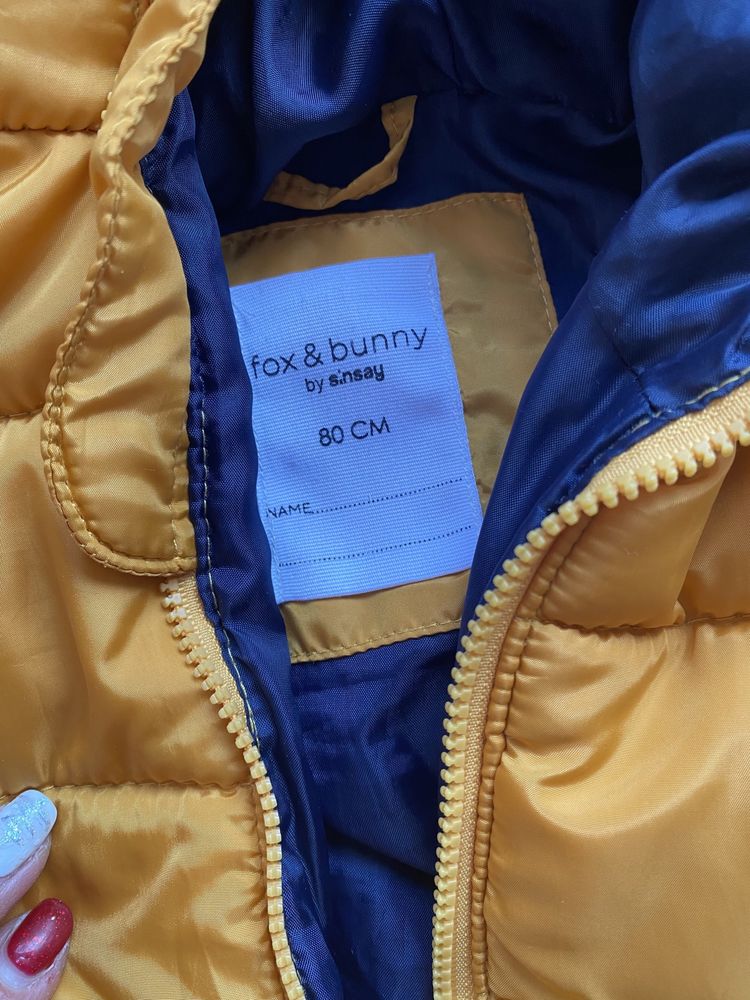 fox & bunny
by sinsay
80 CM
NAME......................................
..................................................